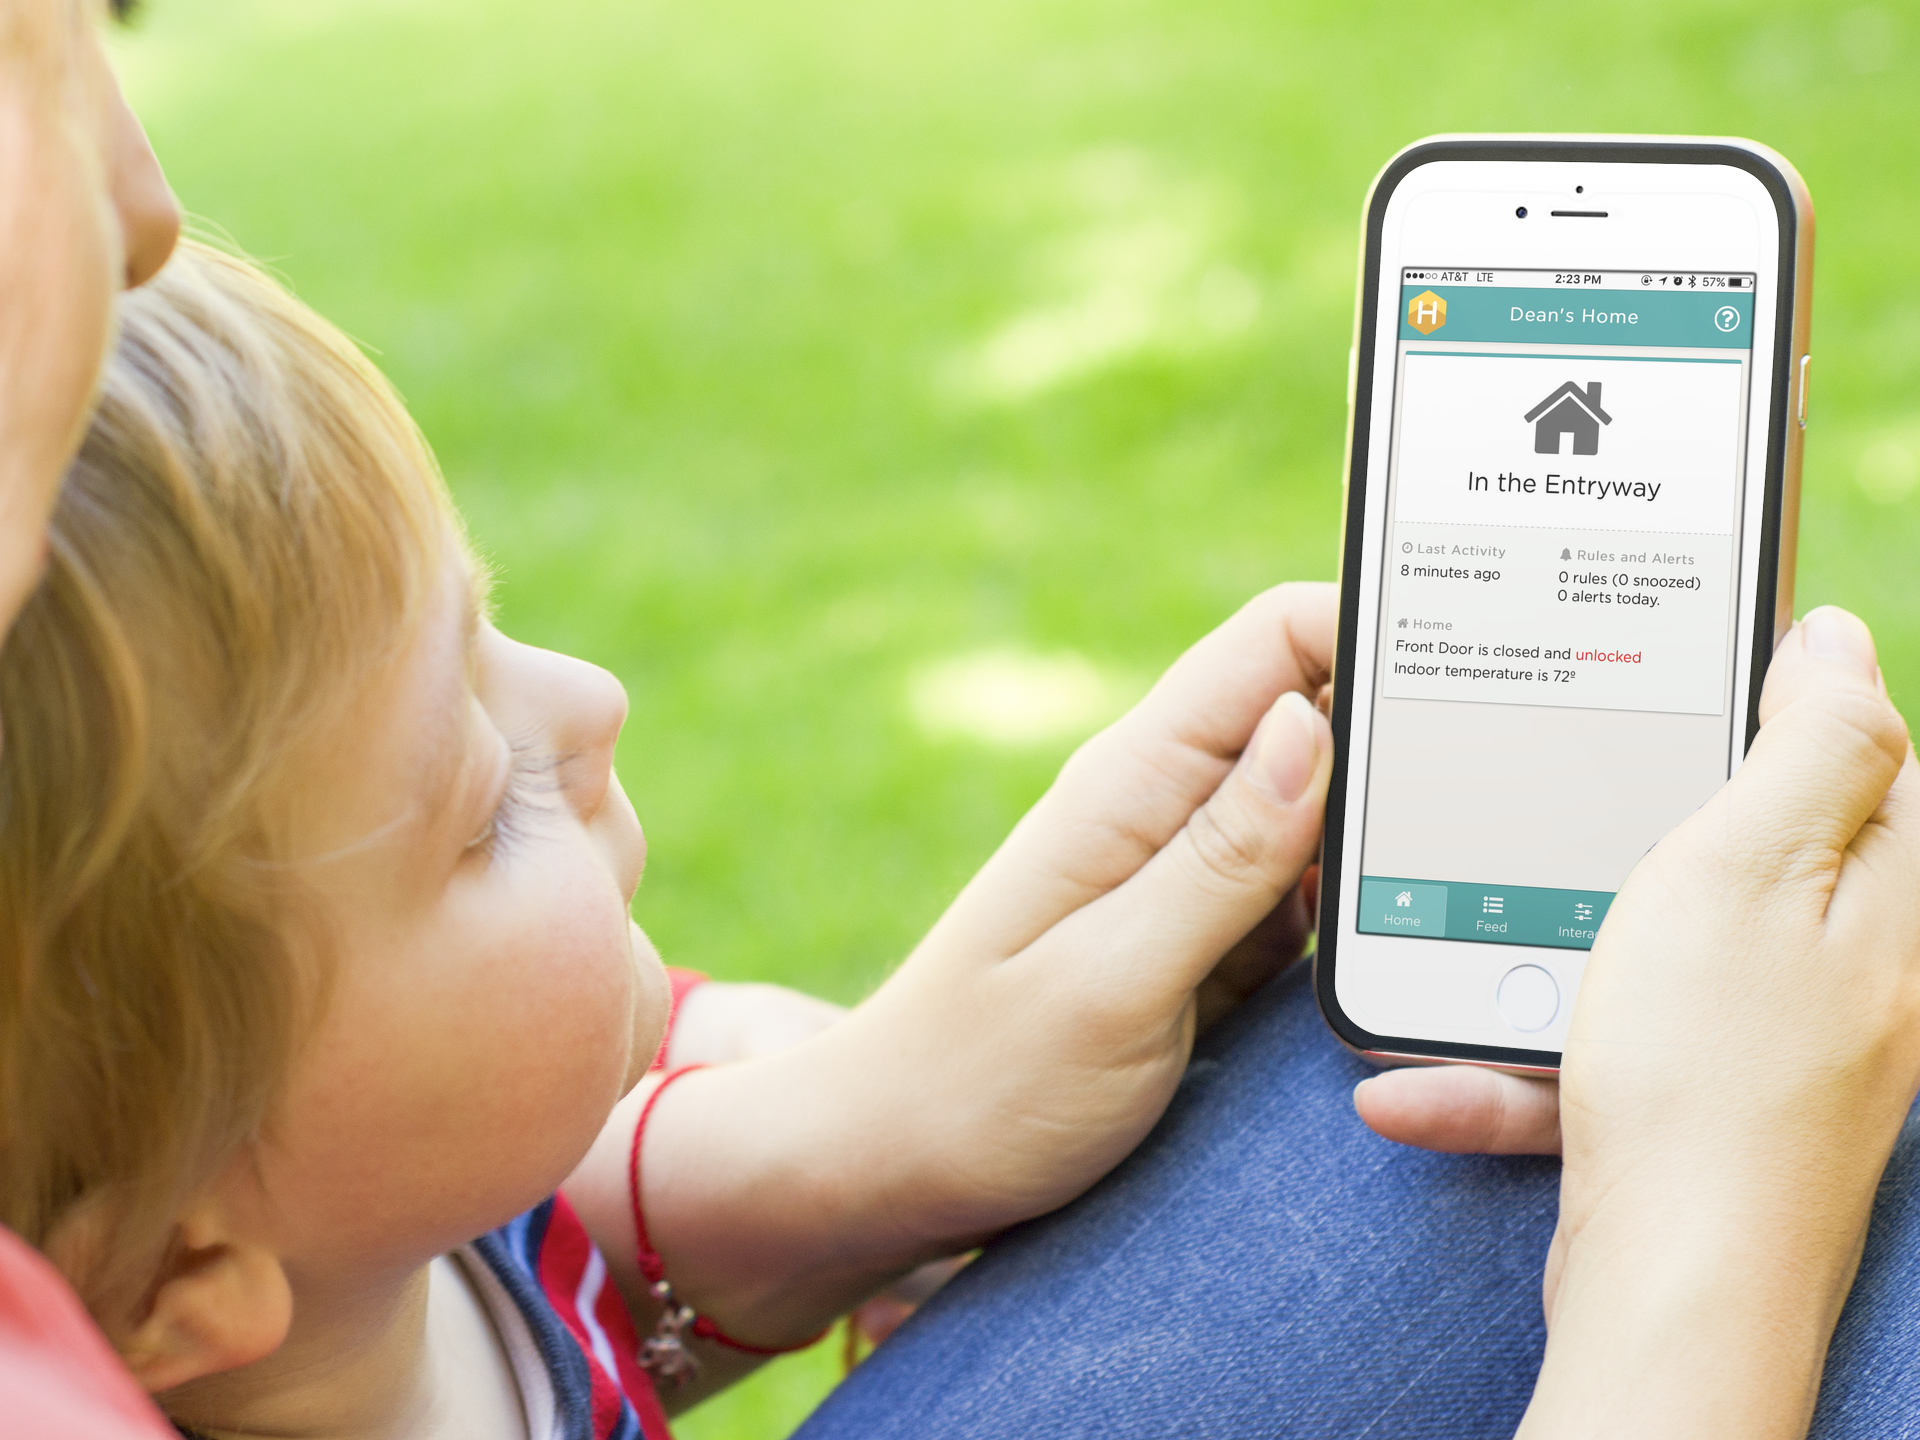 ●●●○○ AT&T LTE 2:23 PM 57%
H Dean's Home ?
In the Entryway
Last Activity
8 minutes ago
Rules and Alerts
0 rules (0 snoozed)
0 alerts today.
Home
Front Door is closed and unlocked
Indoor temperature is 72º
Home Feed Interac